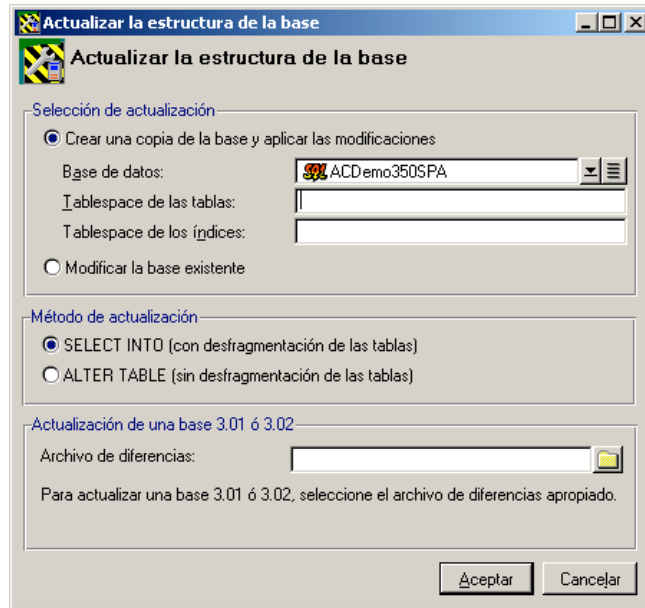 Actualizar la estructura de la base
Actualizar la estructura de la base
Selección de actualización
Crear una copia de la base y aplicar las modificaciones
Base de datos: SQL ACDemo350SPA
Tablespace de las tablas:
Tablespace de los índices:
Modificar la base existente
Método de actualización
SELECT INTO (con desfragmentación de las tablas)
ALTER TABLE (sin desfragmentación de las tablas)
Actualización de una base 3.01 ó 3.02
Archivo de diferencias:
Para actualizar una base 3.01 ó 3.02, seleccione el archivo de diferencias apropiado.
Aceptar Cancelar